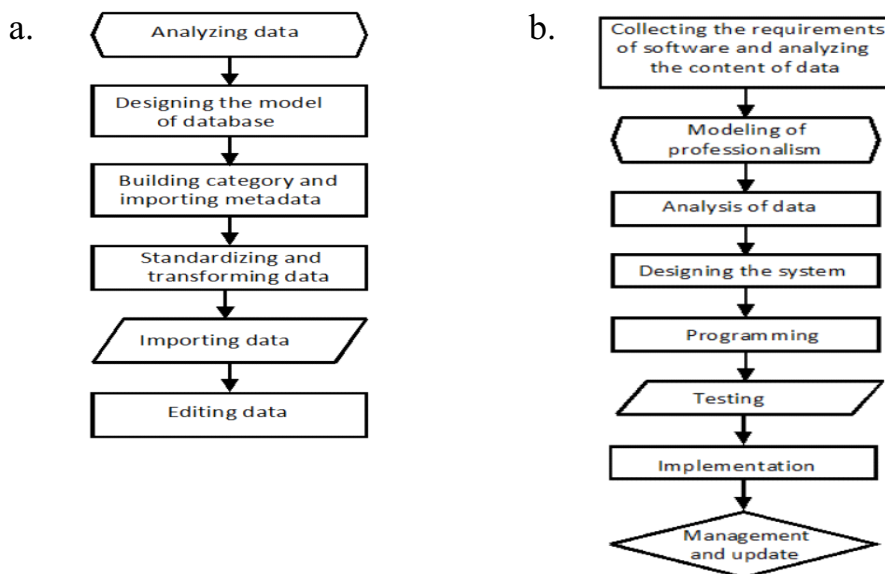 a.
Analyzing data
Designing the model
of database
Building category and
importing metadata
Standardizing and
transforming data
Importing data
Editing data
b.
Collecting the requirements
of software and analyzing
the content of data
Modeling of
professionalism
Analysis of data
Designing the system
Programming
Testing
Implementation
Management
and update